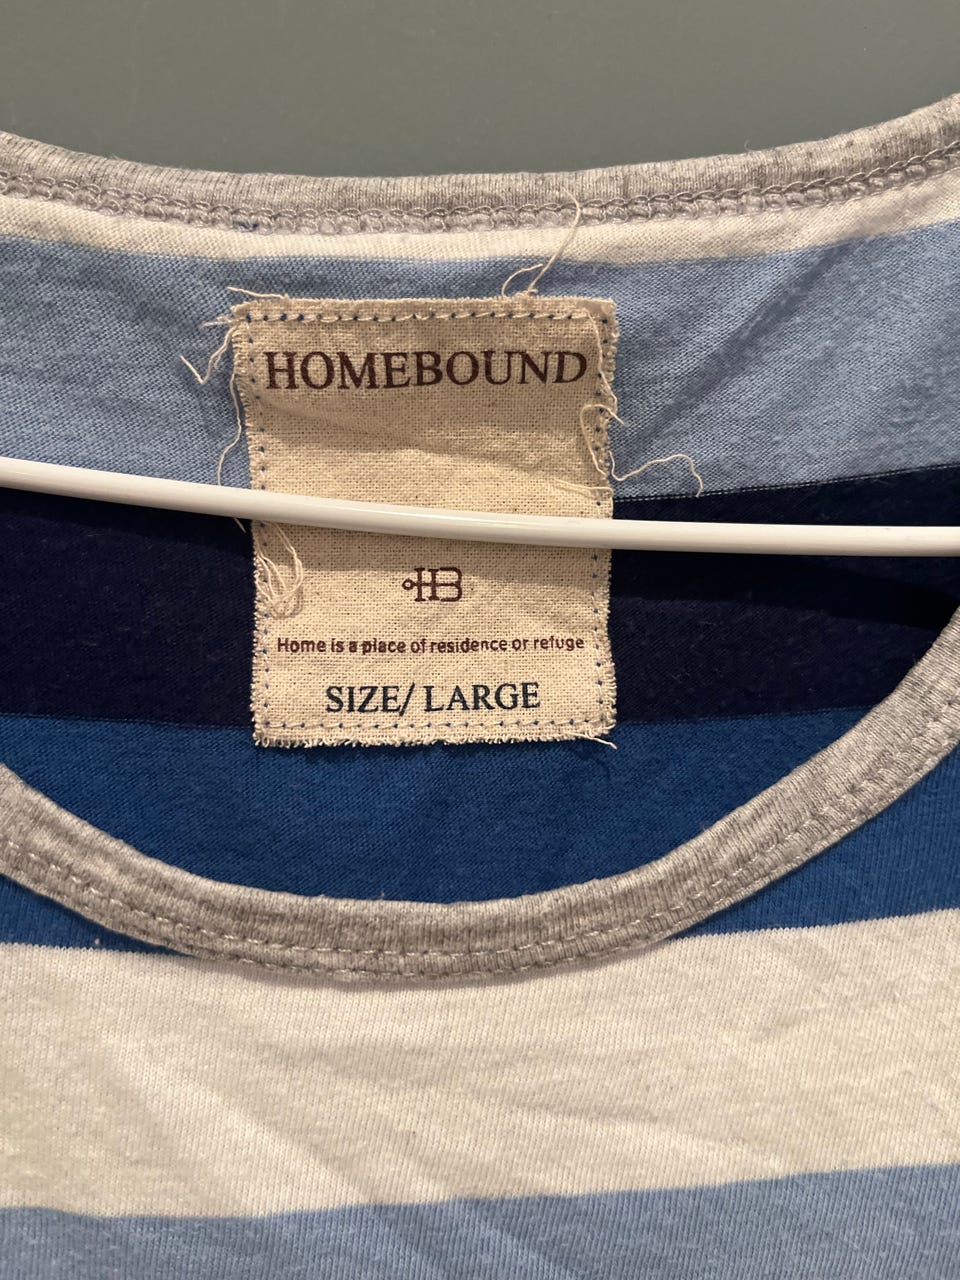 HOMEBOUND
HB
Home is a place of residence or refuge
SIZE/ LARGE